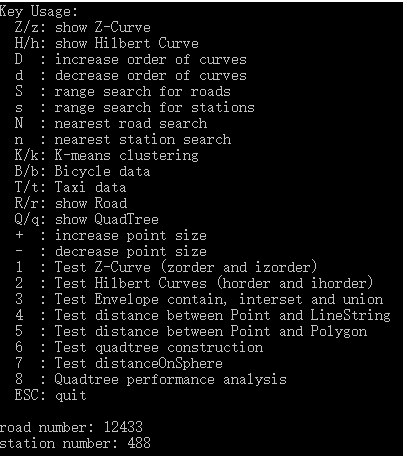 Key Usage:
Z/z: show Z-Curve
H/h: show Hilbert Curve
D  : increase order of curves
d  : decrease order of curves
S  : range search for roads
s  : range search for stations
N  : nearest road search
n  : nearest station search
K/k: K-means clustering
B/b: Bicycle data
T/t: Taxi data
R/r: show Road
Q/q: show QuadTree
+  : increase point size
-  : decrease point size
1  : Test Z-Curve (zorder and izorder)
2  : Test Hilbert Curves (horder and ihorder)
3  : Test Envelope contain, interset and union
4  : Test distance between Point and LineString
5  : Test distance between Point and Polygon
6  : Test quadtree construction
7  : Test distanceOnSphere
8  : Quadtree performance analysis
ESC: quit
road number: 12433
station number: 488